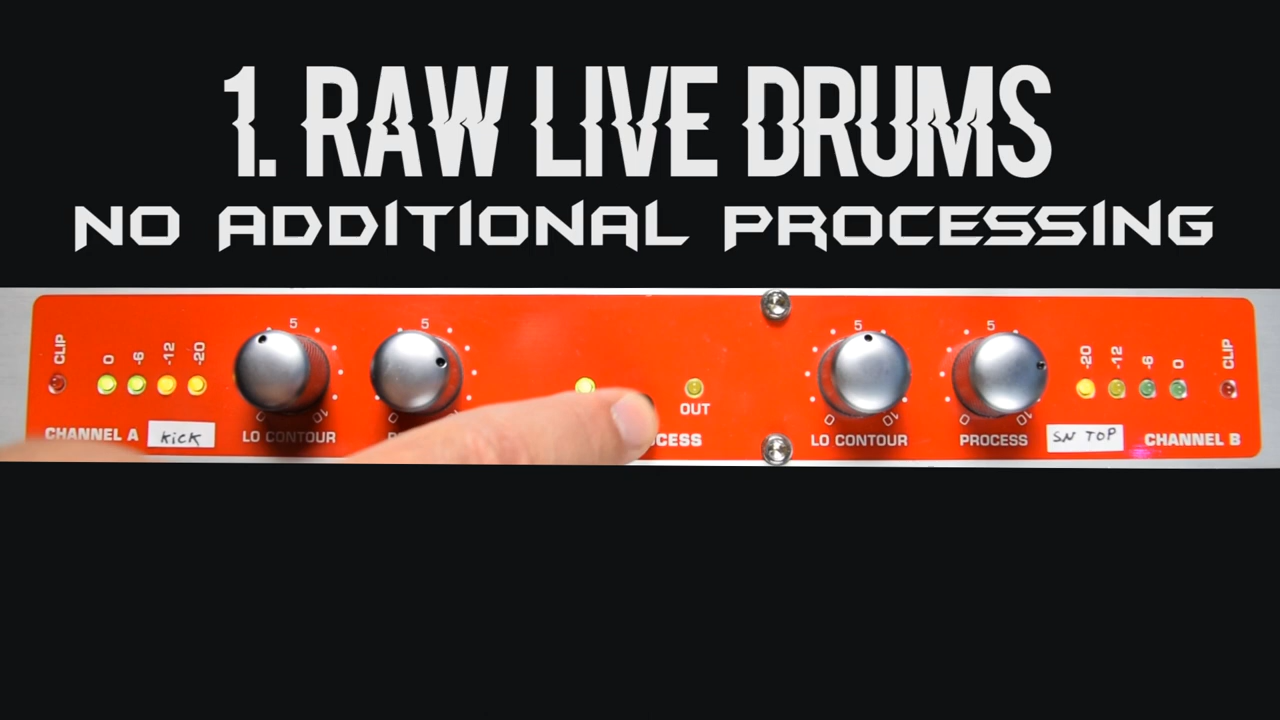 1. RAW LIVE DRUMS
NO ADDITIONAL PROCESSING
CLIP 0 -6 -12 -20
5 0 10
5 0
OUT
5 0 10
5 0 10
-20 -12 -6 0 CLIP
CHANNEL A KICK LO CONTOUR
LO CONTOUR PROCESS SN TOP CHANNEL B